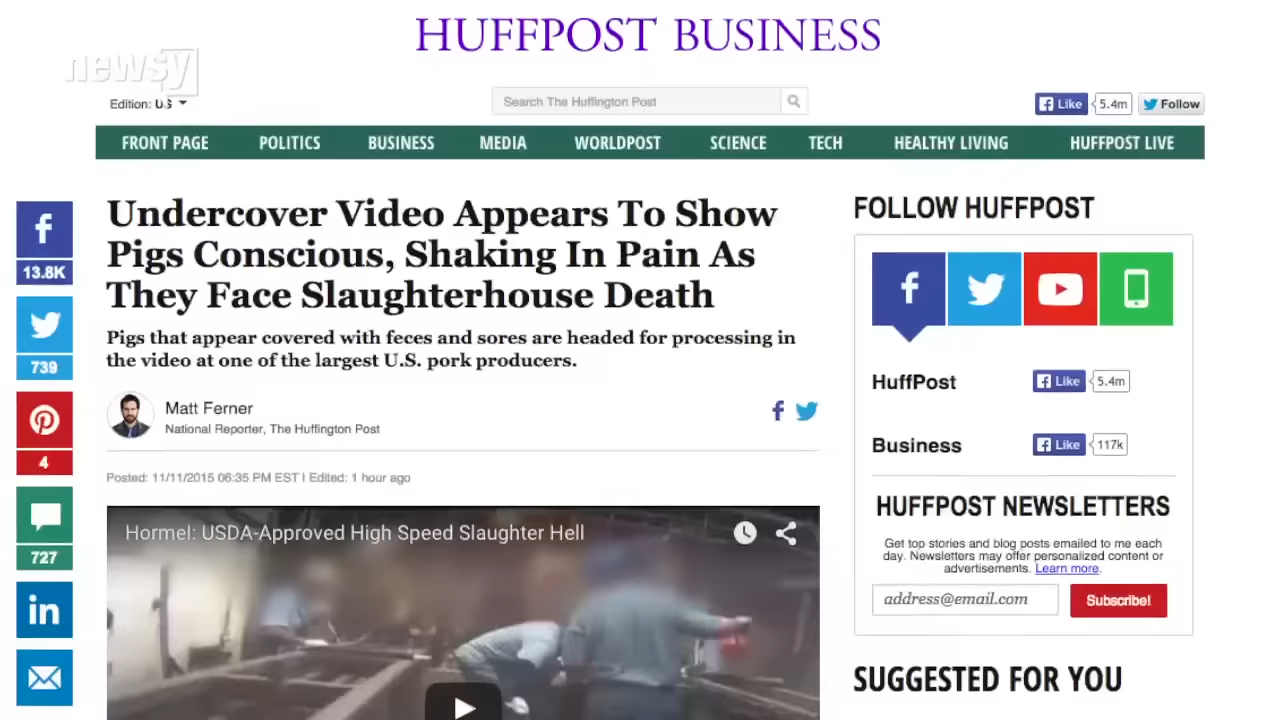 HUFFPOST BUSINESS
newsy
Edition: U.S
Search The Huffington Post
Like
5.4m
Follow
FRONT PAGE POLITICS BUSINESS MEDIA WORLDPOST SCIENCE TECH HEALTHY LIVING HUFFPOST LIVE
13.8K
739
4
727
Undercover Video Appears To Show
Pigs Conscious, Shaking In Pain As
They Face Slaughterhouse Death
Pigs that appear covered with feces and sores are headed for processing in
the video at one of the largest U.S. pork producers.
Matt Ferner
National Reporter, The Huffington Post
Posted: 11/11/2015 06:35 PM EST | Edited: 1 hour ago
Hormel: USDA-Approved High Speed Slaughter Hell
FOLLOW HUFFPOST
HuffPost Like 5.4m
Business Like 117k
HUFFPOST NEWSLETTERS
Get top stories and blog posts emailed to me each
day. Newsletters may offer personalized content or
advertisements. Learn more.
address@email.com Subscribe!
SUGGESTED FOR YOU